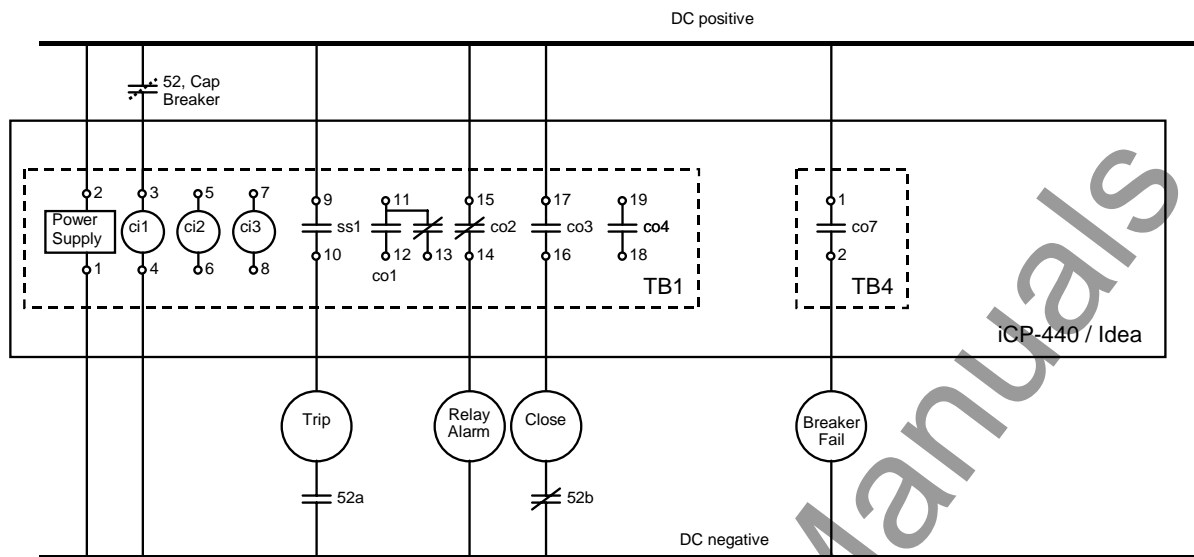 DC positive
52, Cap
Breaker
2
3
5
7
9
11
15
17
19
1
Power
Supply
ci1
ci2
ci3
ss1
co2
co3
co4
co7
1
4
6
8
10
12
13
14
16
18
2
co1
TB1
TB4
iCP-440 / Idea
Trip
Relay
Alarm
Close
Breaker
Fail
52a
52b
DC negative
Manuals